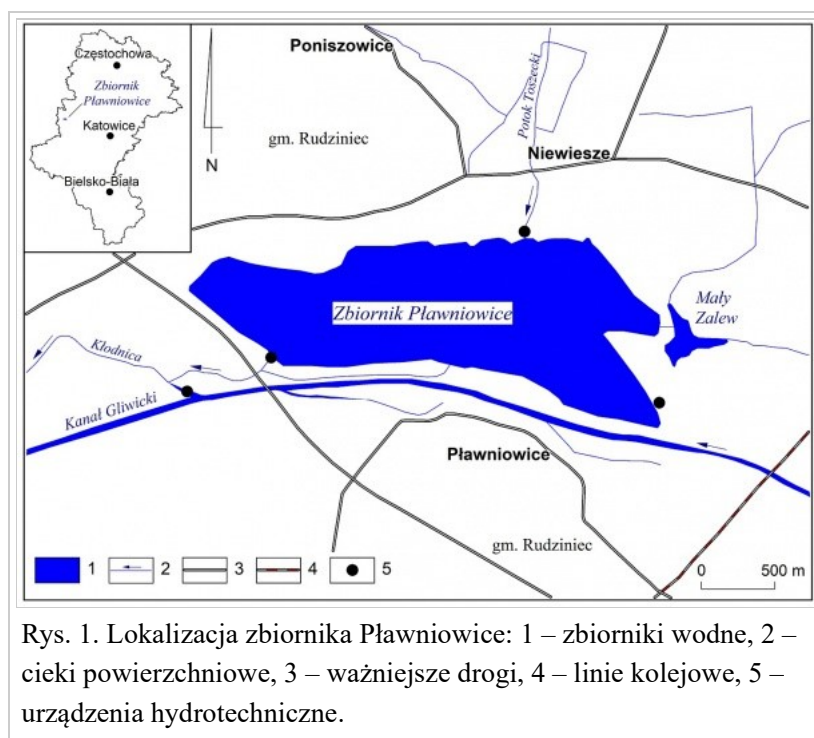 Częstochowa
Zbiornik
Pławniowice
Katowice
Bielsko-Biała
N
Poniszowice
gm. Rudziniec
Potok Toszecki
Niewiesze
Zbiornik Pławniowice
Mały
Zalew
Kłodnica
Kanał Gliwicki
Pławniowice
gm. Rudziniec
1
2
3
4
5
0 500 m
Rys. 1. Lokalizacja zbiornika Pławniowice: 1 – zbiorniki wodne, 2 –
cieki powierzchniowe, 3 – ważniejsze drogi, 4 – linie kolejowe, 5 –
urządzenia hydrotechniczne.